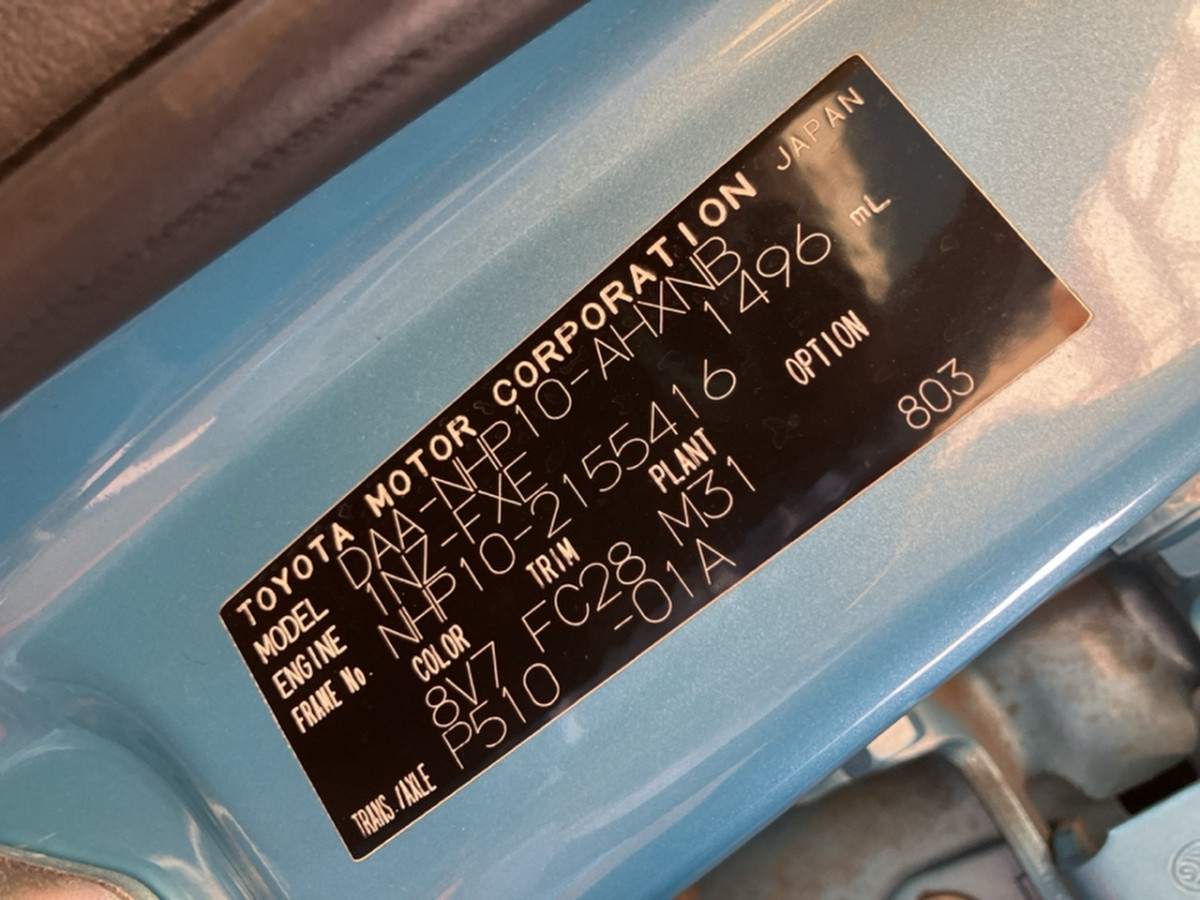 TOYOTA MOTOR CORPORATION JAPAN
MODEL DAA-NHP10-AHXNB
ENGINE 1NZ-FXE 1496 mL
FRAME No. NHP10-2155416
COLOR TRIM PLANT OPTION
8V7 FC28 M31 803
TRANS./AXLE P510 -01A